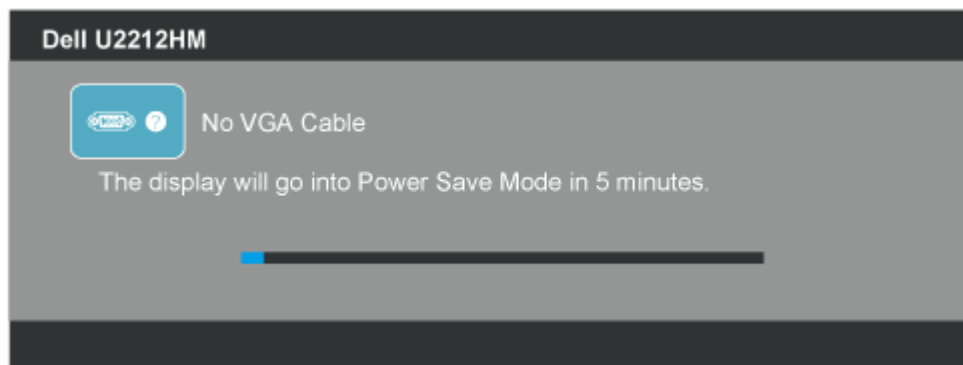 Dell U2212HM
No VGA Cable
The display will go into Power Save Mode in 5 minutes.